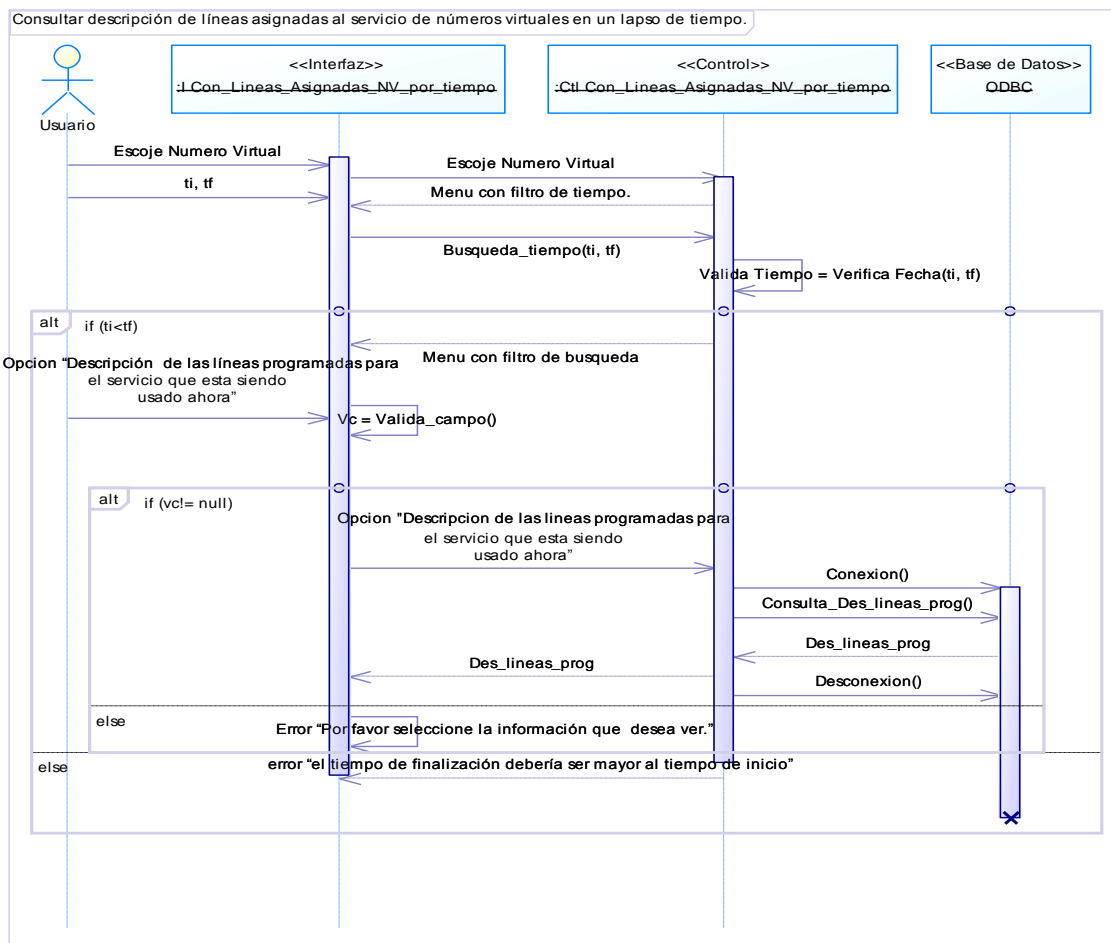 Consultar descripción de líneas asignadas al servicio de números virtuales en un lapso de tiempo.
<<Interfaz>>
:I Con_Lineas_Asignadas_NV_por_tiempo
<<Control>>
:Ctl Con_Lineas_Asignadas_NV_por_tiempo
<<Base de Datos>>
ODBC
Usuario
Escoje Numero Virtual
Escoje Numero Virtual
ti, tf
Menu con filtro de tiempo.
Busqueda_tiempo(ti, tf)
Valida Tiempo = Verifica Fecha(ti, tf)
alt
if (ti<tf)
Menu con filtro de busqueda
Opcion “Descripción de las líneas programadas para
el servicio que esta siendo
usado ahora”
Vc = Valida_campo()
alt
if (vc!= null)
Opcion "Descripcion de las lineas programadas para
el servicio que esta siendo
usado ahora”
Conexion()
Consulta_Des_lineas_prog()
Des_lineas_prog
Des_lineas_prog
Desconexion()
else
Error “Por favor seleccione la información que desea ver.”
else
error “el tiempo de finalización debería ser mayor al tiempo de inicio”